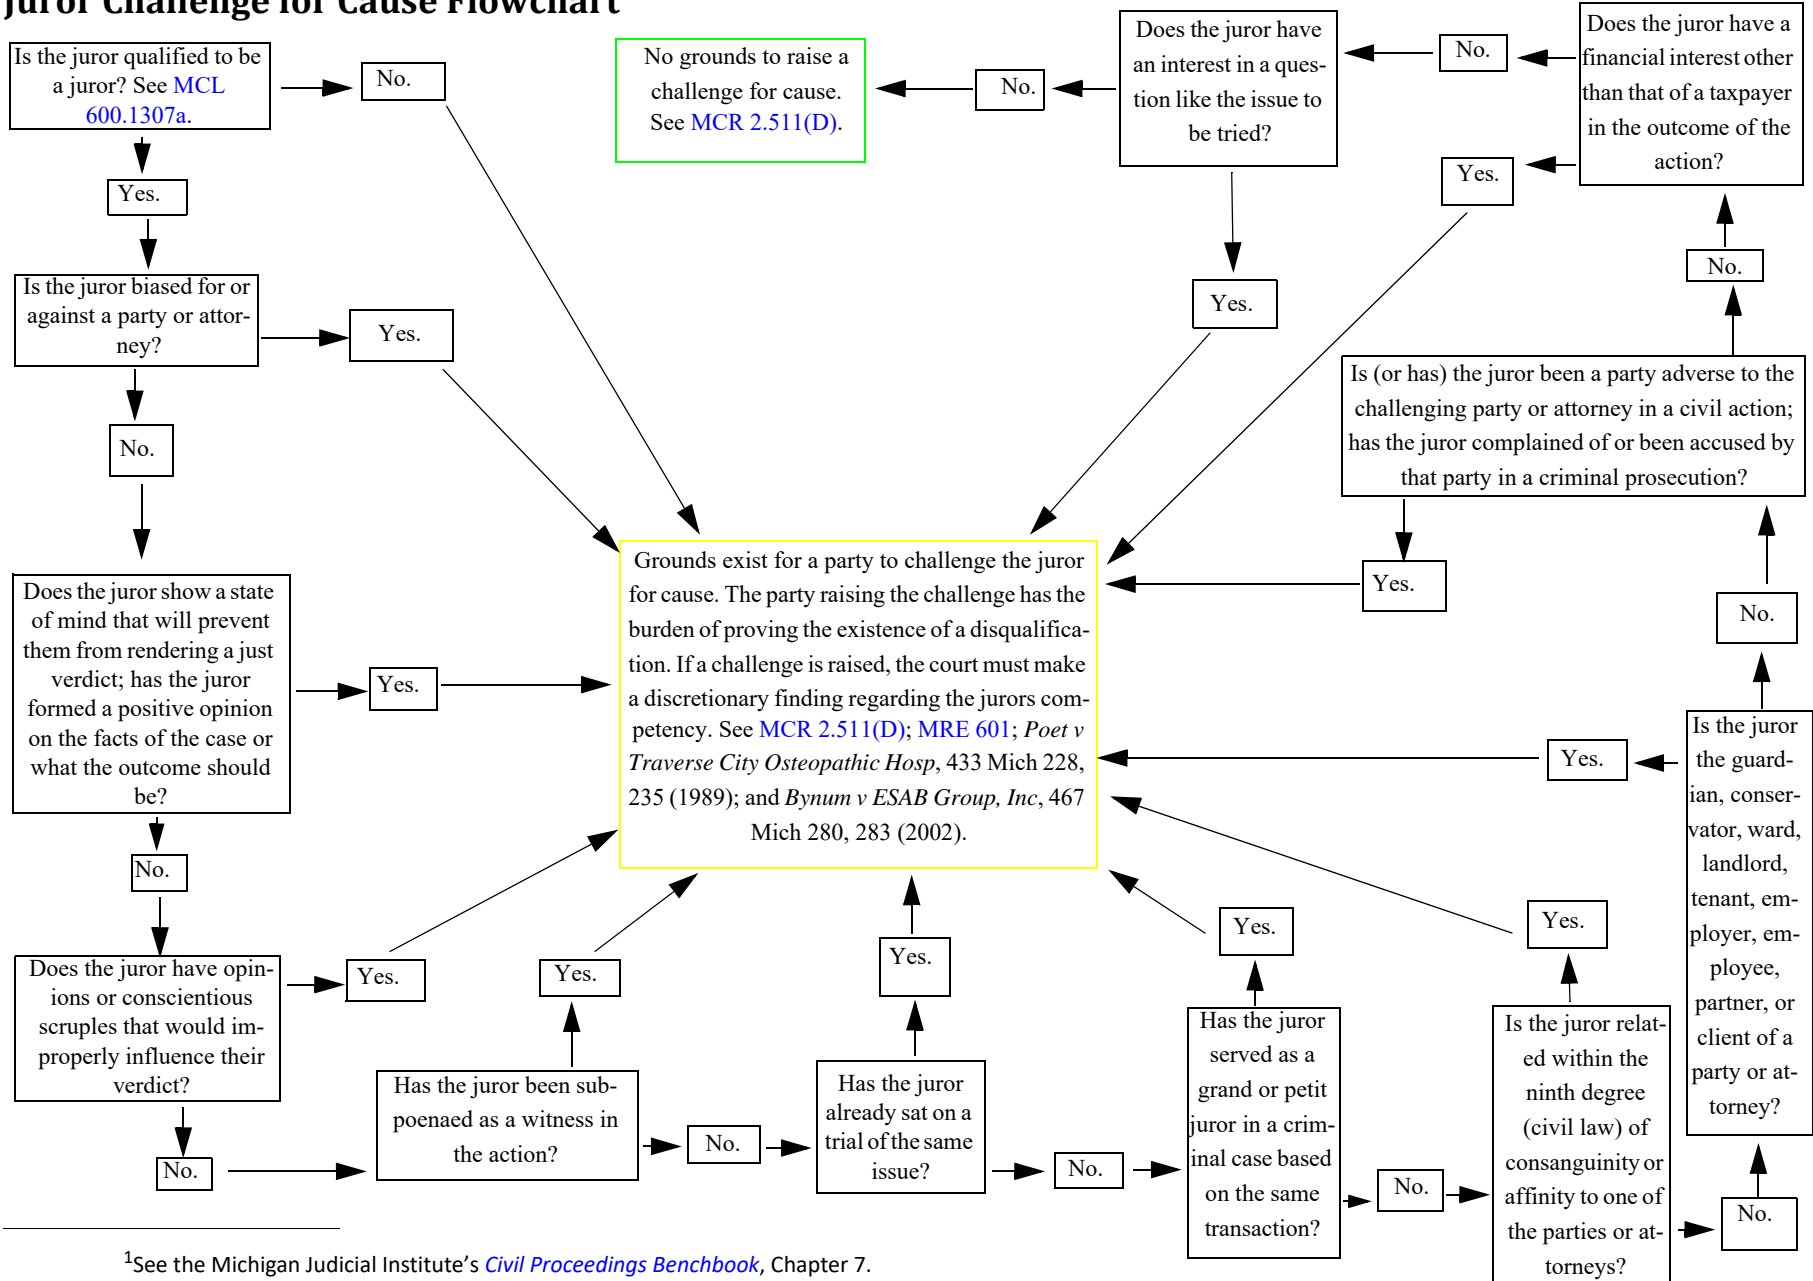 Juror Challenge for Cause Flowchart
Is the juror qualified to be
a juror? See MCL
600.1307a.
No.
Yes.
Is the juror biased for or
against a party or attor-
ney?
Yes.
No.
Does the juror show a state
of mind that will prevent
them from rendering a just
verdict; has the juror
formed a positive opinion
on the facts of the case or
what the outcome should
be?
Yes.
No.
Does the juror have opin-
ions or conscientious
scruples that would im-
properly influence their
verdict?
Yes.
No.
Has the juror been sub-
poenaed as a witness in
the action?
Yes.
No.
Has the juror
already sat on a
trial of the same
issue?
Yes.
No.
Has the juror
served as a
grand or petit
juror in a crim-
inal case based
on the same
transaction?
Yes.
No.
Is the juror relat-
ed within the
ninth degree
(civil law) of
consanguinity or
affinity to one of
the parties or at-
torneys?
Yes.
No.
Is the juror
the guard-
ian, conser-
vator, ward,
landlord,
tenant, em-
ployer, em-
ployee,
partner, or
client of a
party or at-
torney?
Yes.
No.
Is (or has) the juror been a party adverse to the
challenging party or attorney in a civil action;
has the juror complained of or been accused by
that party in a criminal prosecution?
Yes.
No.
Does the juror have a
financial interest other
than that of a taxpayer
in the outcome of the
action?
Yes.
No.
Does the juror have
an interest in a ques-
tion like the issue to
be tried?
Yes.
No.
No grounds to raise a
challenge for cause.
See MCR 2.511(D).
Grounds exist for a party to challenge the juror
for cause. The party raising the challenge has the
burden of proving the existence of a disqualifica-
tion. If a challenge is raised, the court must make
a discretionary finding regarding the jurors com-
petency. See MCR 2.511(D); MRE 601; Poet v
Traverse City Osteopathic Hosp, 433 Mich 228,
235 (1989); and Bynum v ESAB Group, Inc, 467
Mich 280, 283 (2002).
1See the Michigan Judicial Institute’s Civil Proceedings Benchbook, Chapter 7.